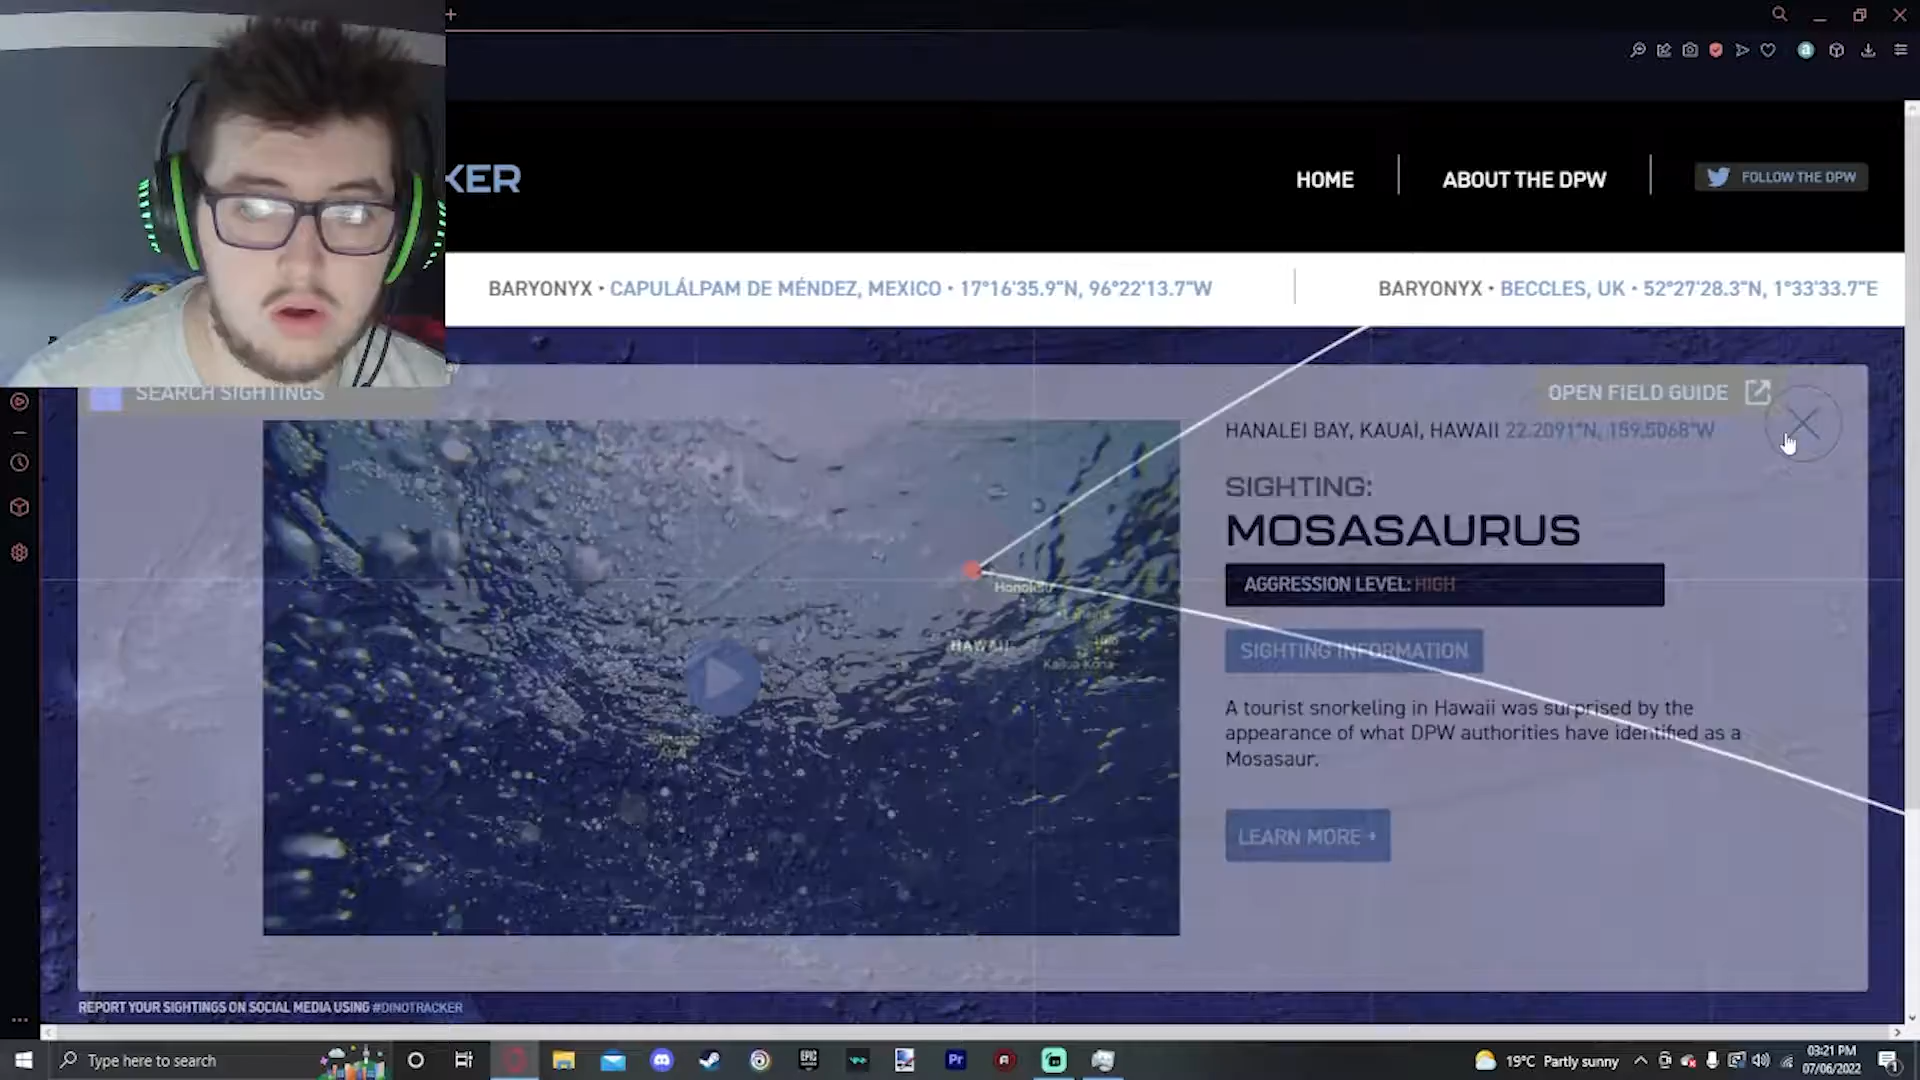 KER
HOME
ABOUT THE DPW
FOLLOW THE DPW
BARYONYX • CAPULÁLPAM DE MÉNDEZ, MEXICO • 17°16'35.9"N, 96°22'13.7"W
BARYONYX • BECCLES, UK • 52°27'28.3"N, 1°33'33.7"E
SEARCH SIGHTINGS
OPEN FIELD GUIDE
HANALEI BAY, KAUAI, HAWAII 22.2091°N, 159.5068°W
SIGHTING:
MOSASAURUS
AGGRESSION LEVEL: HIGH
Honolulu
HAWAII
Kailua-Kona
SIGHTING INFORMATION
A tourist snorkeling in Hawaii was surprised by the
appearance of what DPW authorities have identified as a
Mosasaur.
LEARN MORE +
REPORT YOUR SIGHTINGS ON SOCIAL MEDIA USING #DINOTRACKER
Type here to search
EPIC
Pr
19°C Partly sunny
03:21 PM
07/06/2022